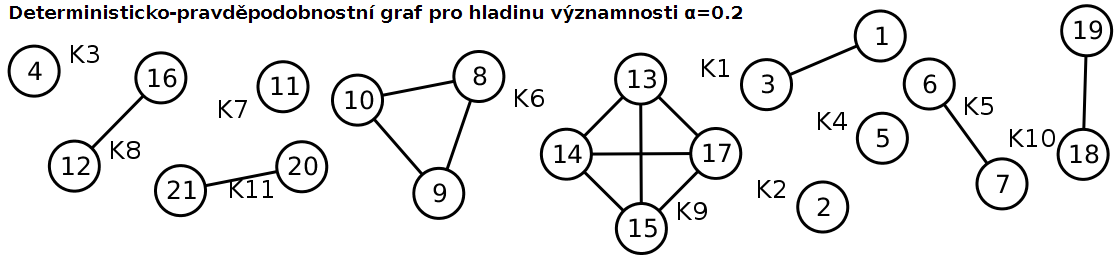 Deterministicko-pravděpodobnostní graf pro hladinu významnosti α=0.2
4
K3
16
12
K8
11
K7
21
K11
20
10
8
K6
9
13
14
17
15
K9
K1
3
1
6
K5
K4
5
7
K2
2
19
K10
18